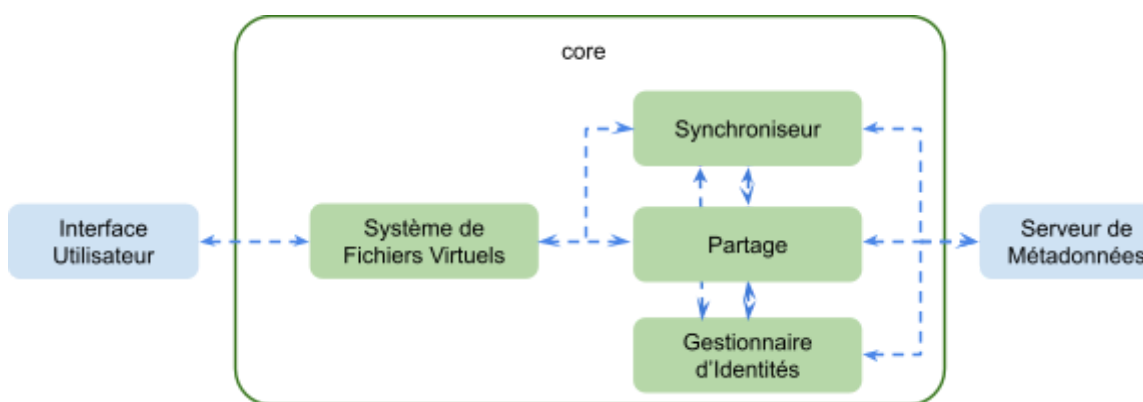 core
Synchroniseur
Interface
Utilisateur
Système de
Fichiers Virtuels
Partage
Serveur de
Métadonnées
Gestionnaire
d'Identités